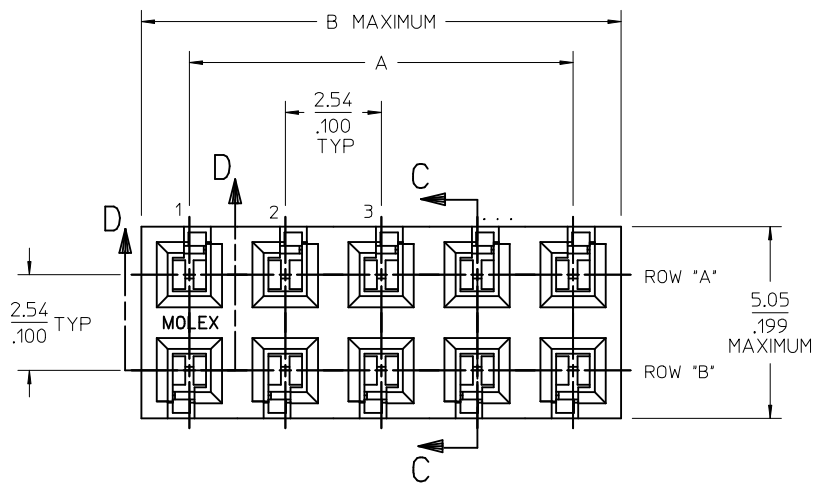 B MAXIMUM
A
2.54
.100
TYP
D
C
D
1
2
3
. . .
ROW "A"
2.54
.100
TYP
MOLEX
5.05
.199
MAXIMUM
ROW "B"
C